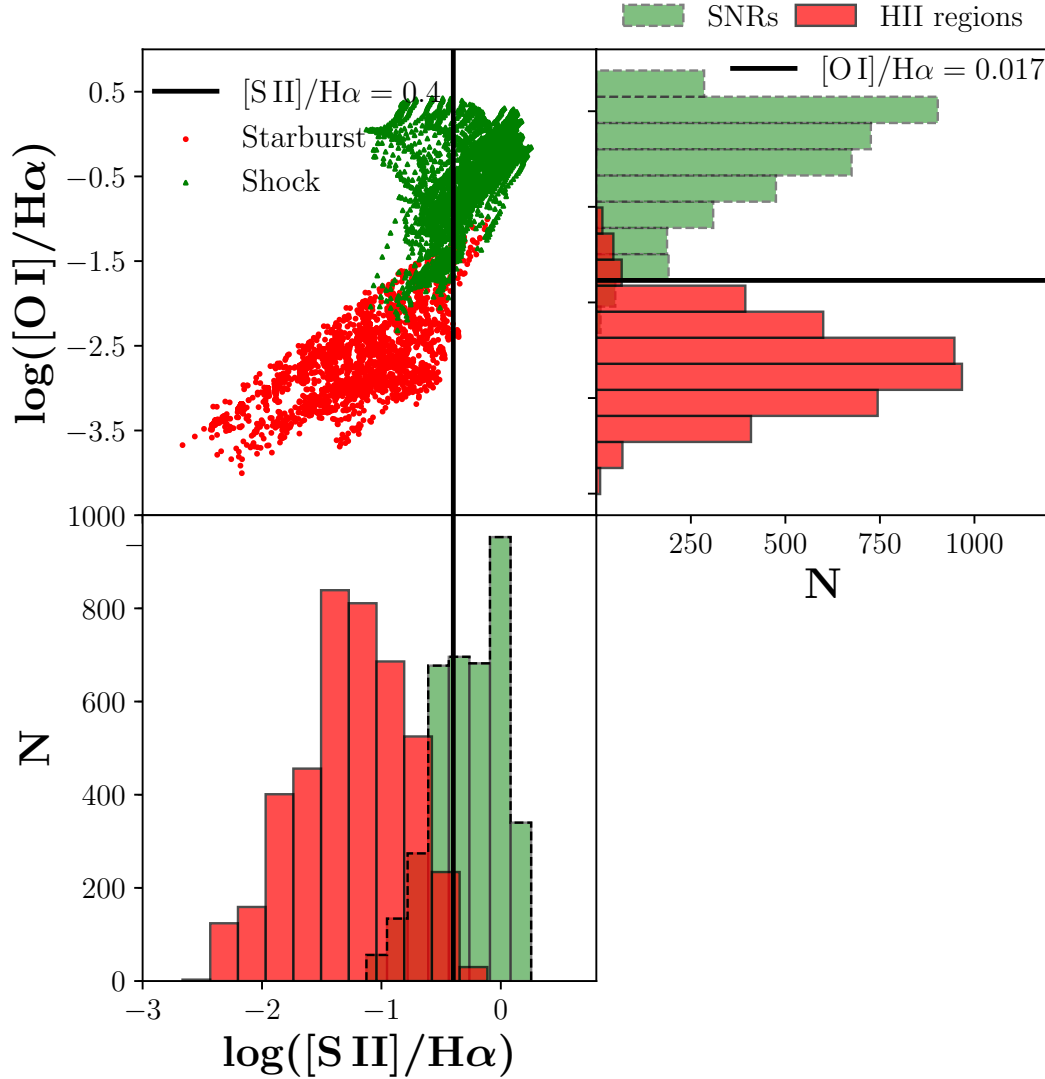 SNRs HII regions
[S II]/Hα = 0.4
Starburst
Shock
[O I]/Hα = 0.017
0.5
−0.5
−1.5
−2.5
−3.5
−
log([O I]/Hα)
250 500 750 1000
N
1000
800
600
400
200
0
N
−3 −2 −1 0
log([S II]/Hα)